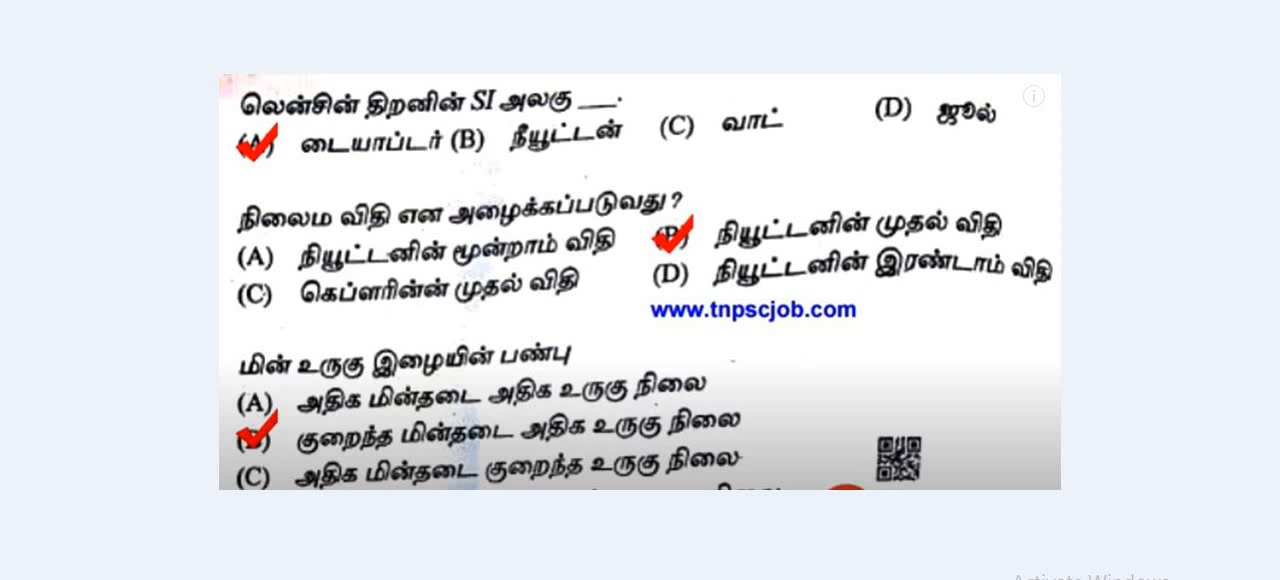 லென்சின் திறனின் SI அலகு ___.
(A) டையாப்டர் (B) நீயூட்டன் (C) வாட் (D) ஜூல்
நிலைம விதி என அழைக்கப்படுவது ?
(A) நியூட்டனின் மூன்றாம் விதி (B) நியூட்டனின் முதல் விதி
(C) கெப்ளரின்ன் முதல் விதி (D) நியூட்டனின் இரண்டாம் விதி
www.tnpscjob.com
மின் உருகு இழையின் பண்பு
(A) அதிக மின்தடை அதிக உருகு நிலை
(B) குறைந்த மின்தடை அதிக உருகு நிலை
(C) அதிக மின்தடை குறைந்த உருகு நிலை